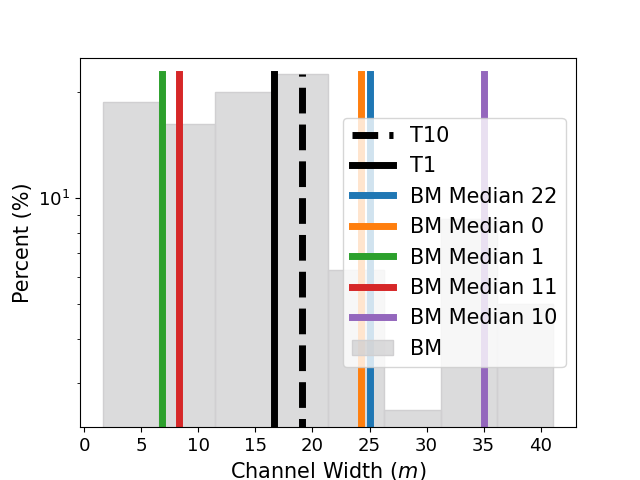 T10
T1
BM Median 22
BM Median 0
BM Median 1
BM Median 11
BM Median 10
BM
Percent (%)
10¹
0 5 10 15 20 25 30 35 40
Channel Width (m)